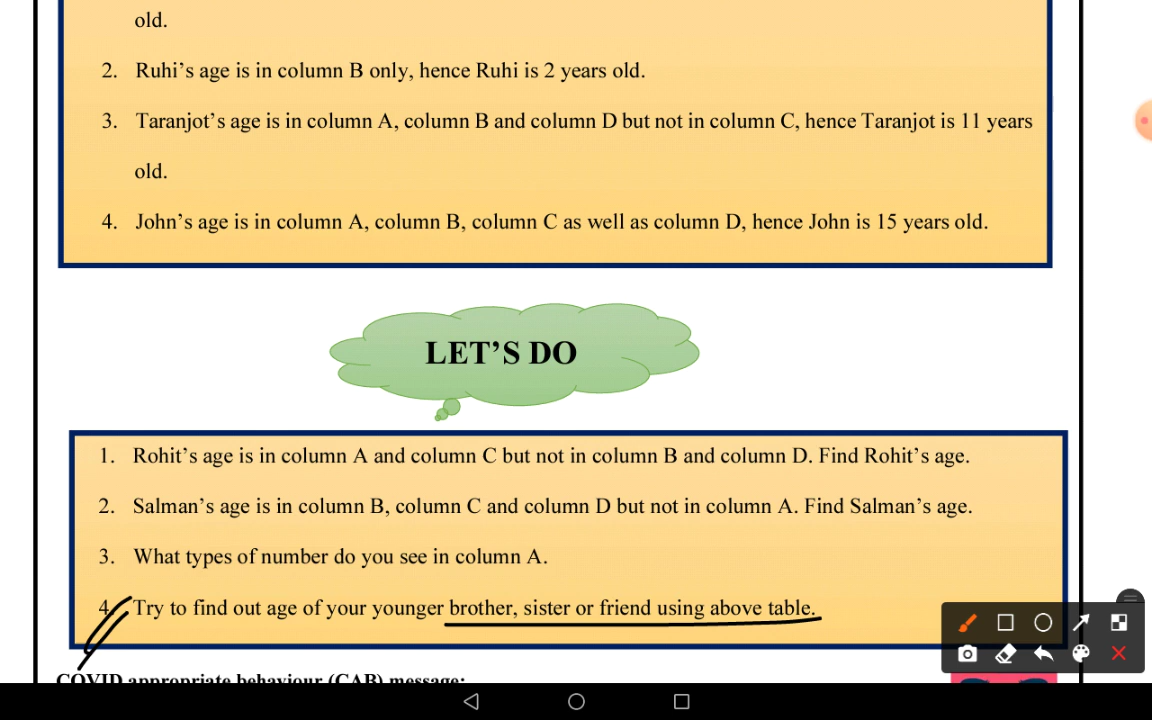 old.
2. Ruhi’s age is in column B only, hence Ruhi is 2 years old.
3. Taranjot’s age is in column A, column B and column D but not in column C, hence Taranjot is 11 years
old.
4. John’s age is in column A, column B, column C as well as column D, hence John is 15 years old.
LET’S DO
1. Rohit’s age is in column A and column C but not in column B and column D. Find Rohit’s age.
2. Salman’s age is in column B, column C and column D but not in column A. Find Salman’s age.
3. What types of number do you see in column A.
4. Try to find out age of your younger brother, sister or friend using above table.
COVID appropriate behaviour (CAB) message: